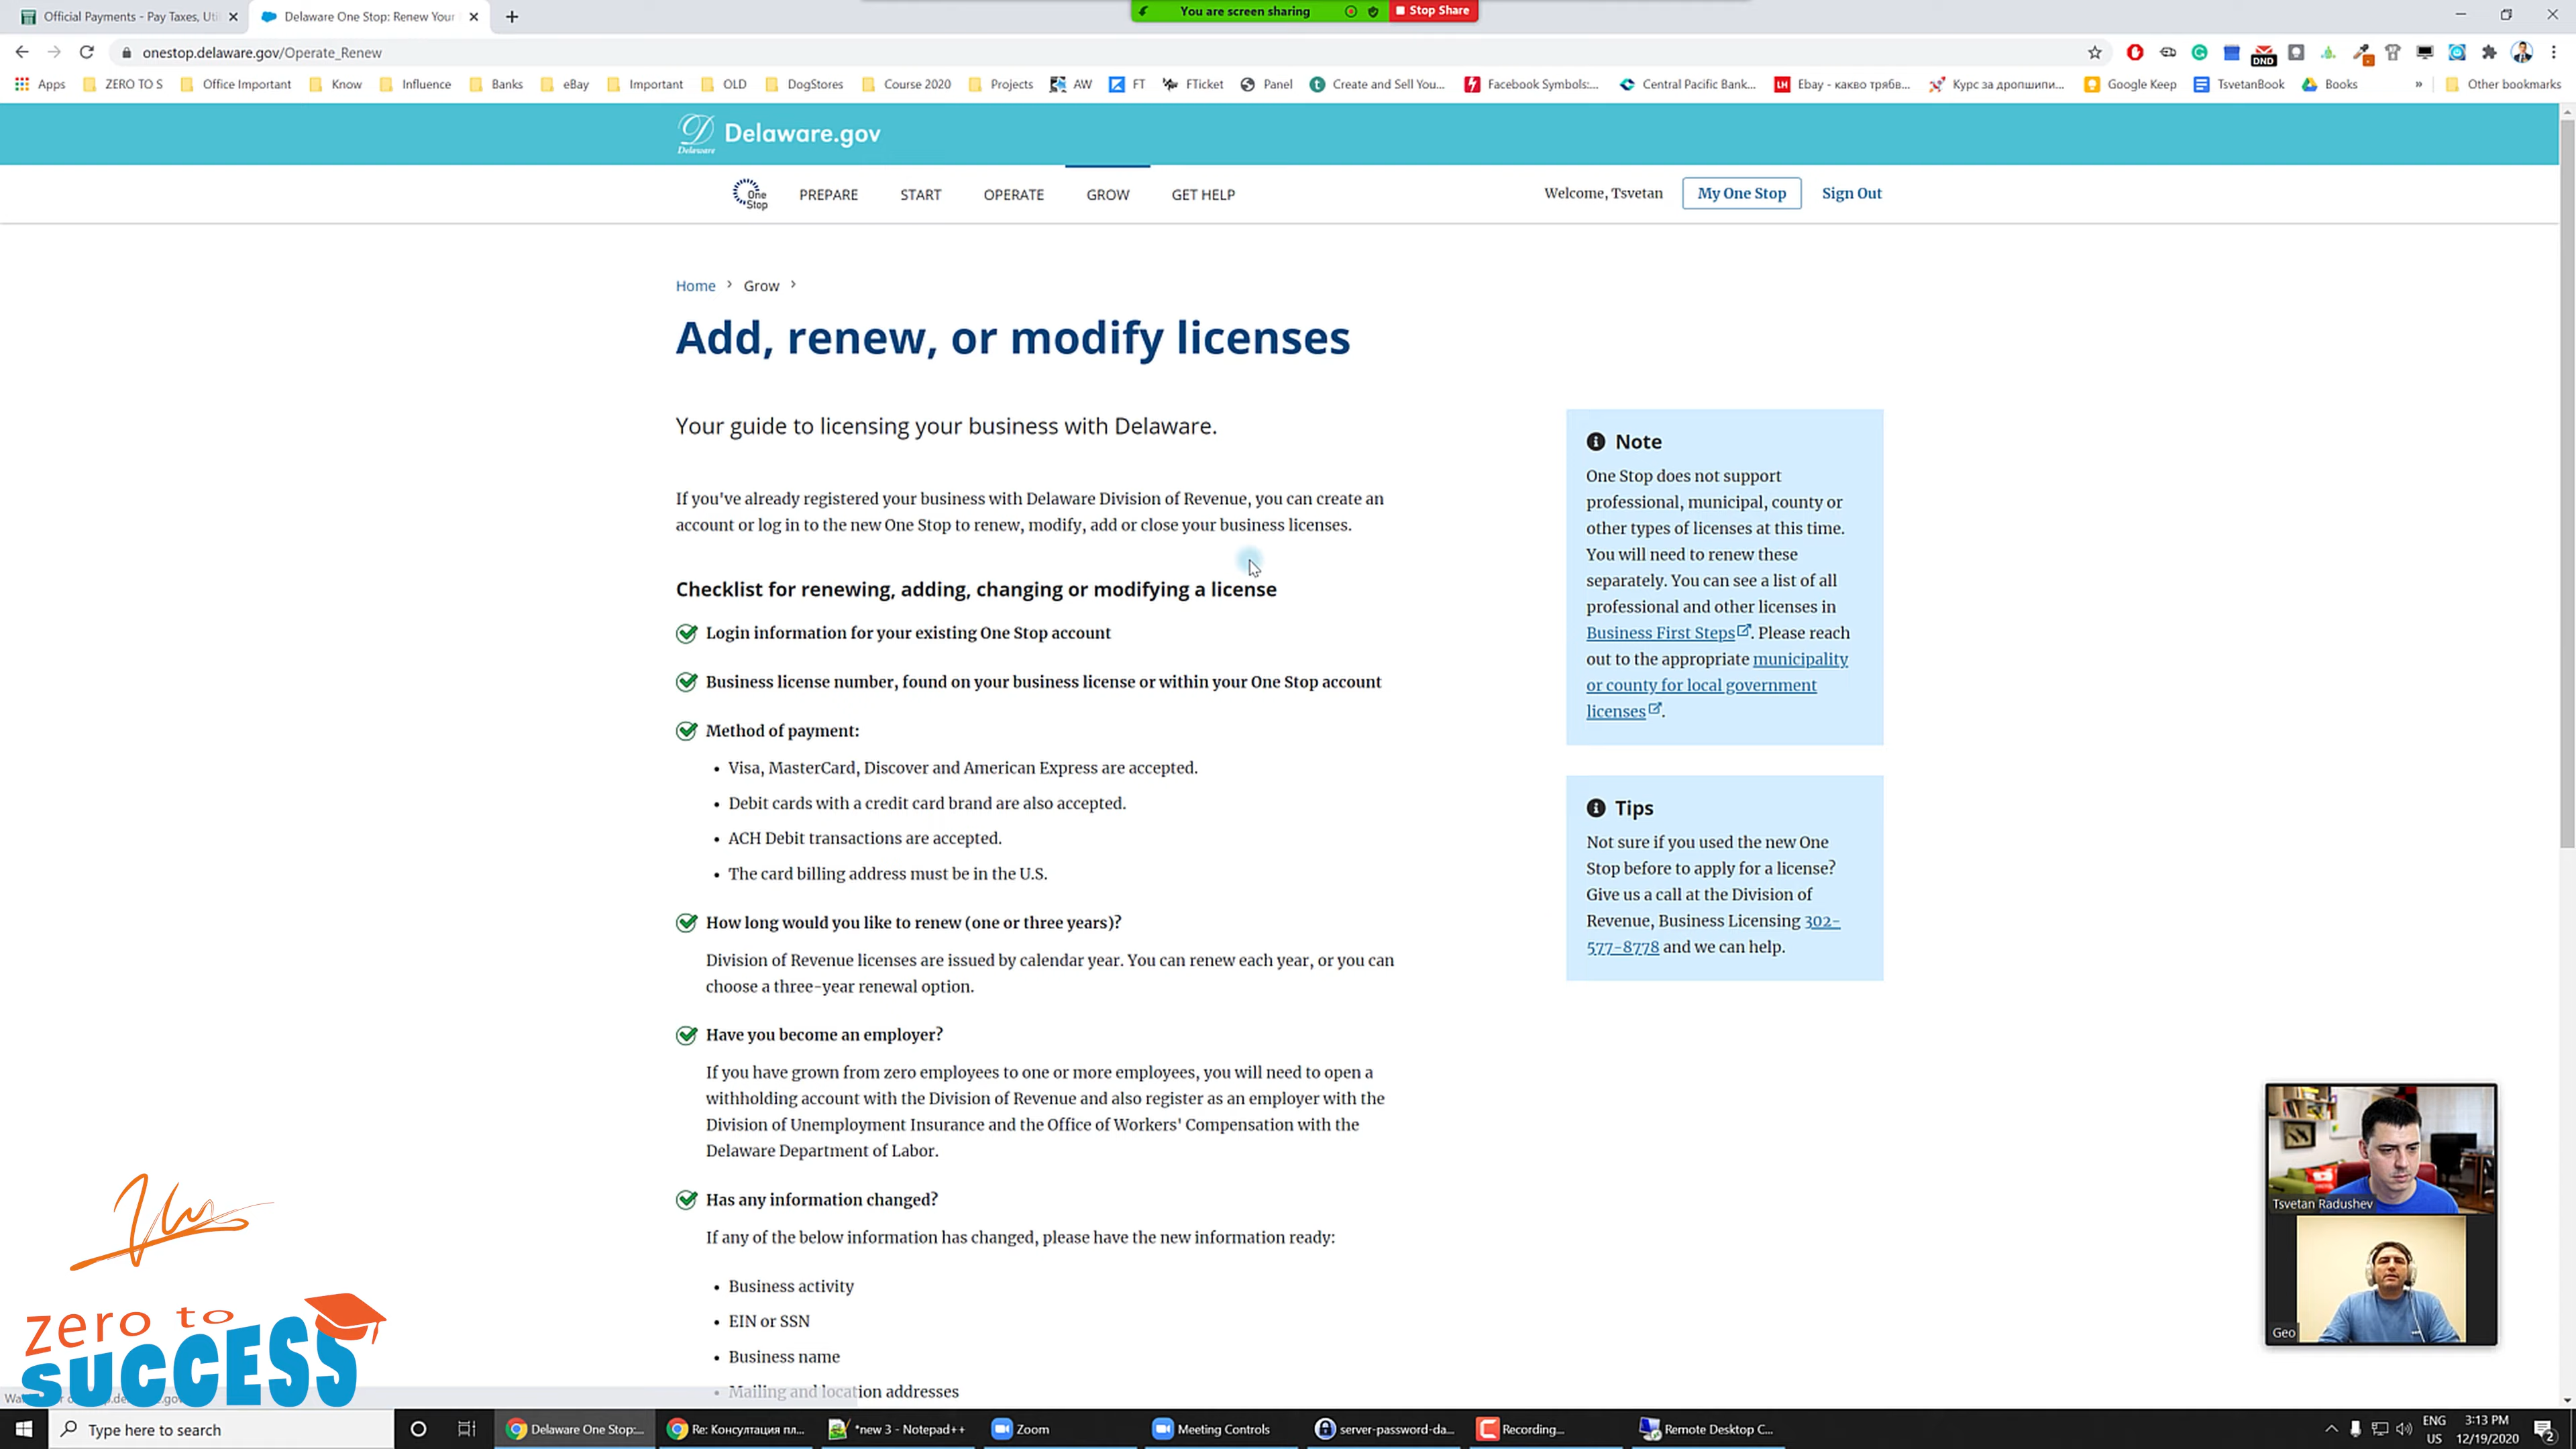 Official Payments - Pay Taxes, Uti
Delaware One Stop: Renew Your
You are screen sharing
Stop Share
onestop.delaware.gov/Operate_Renew
Apps ZERO TO S Office Important Know Influence Banks eBay Important OLD DogStores Course 2020 Projects AW FT FTicket Panel Create and Sell You... Facebook Symbols:... Central Pacific Bank... LH Ebay - какво трябв... Курс за дропшипи... Google Keep TsvetanBook Books » Other bookmarks
DND
Delaware
Delaware.gov
One Stop PREPARE START OPERATE GROW GET HELP Welcome, Tsvetan My One Stop Sign Out
Home > Grow >
Add, renew, or modify licenses
Your guide to licensing your business with Delaware.
If you've already registered your business with Delaware Division of Revenue, you can create an
account or log in to the new One Stop to renew, modify, add or close your business licenses.
Checklist for renewing, adding, changing or modifying a license
Login information for your existing One Stop account
Business license number, found on your business license or within your One Stop account
Method of payment:
• Visa, MasterCard, Discover and American Express are accepted.
• Debit cards with a credit card brand are also accepted.
• ACH Debit transactions are accepted.
• The card billing address must be in the U.S.
How long would you like to renew (one or three years)?
Division of Revenue licenses are issued by calendar year. You can renew each year, or you can
choose a three-year renewal option.
Have you become an employer?
If you have grown from zero employees to one or more employees, you will need to open a
withholding account with the Division of Revenue and also register as an employer with the
Division of Unemployment Insurance and the Office of Workers' Compensation with the
Delaware Department of Labor.
Has any information changed?
If any of the below information has changed, please have the new information ready:
• Business activity
• EIN or SSN
• Business name
• Mailing and location addresses
Note
One Stop does not support
professional, municipal, county or
other types of licenses at this time.
You will need to renew these
separately. You can see a list of all
professional and other licenses in
Business First Steps. Please reach
out to the appropriate municipality
or county for local government
licenses.
Tips
Not sure if you used the new One
Stop before to apply for a license?
Give us a call at the Division of
Revenue, Business Licensing 302-
577-8778 and we can help.
Tsvetan Radushev
Geo
zero to
SUCCESS
Type here to search
Delaware One Stop:...
Re: Консултация пл...
*new 3 - Notepad++
Zoom
Meeting Controls
server-password-da...
Recording...
Remote Desktop C...
ENG
US
3:13 PM
12/19/2020
2